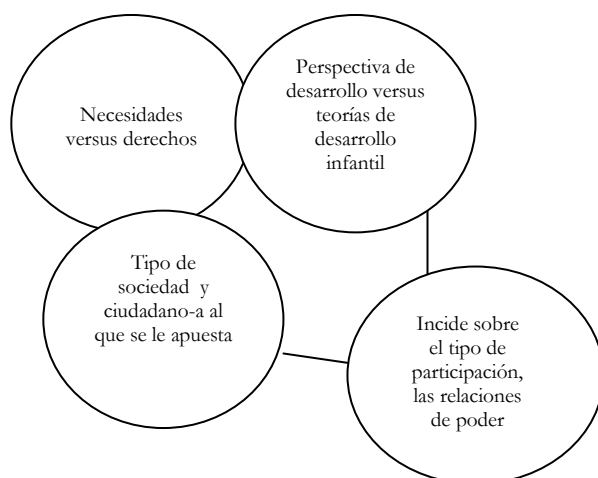 Necesidades
versus derechos
Perspectiva de
desarrollo versus
teorías de
desarrollo
infantil
Tipo de
sociedad y
ciudadano-a al
que se le apuesta
Incide sobre
el tipo de
participación,
las relaciones
de poder